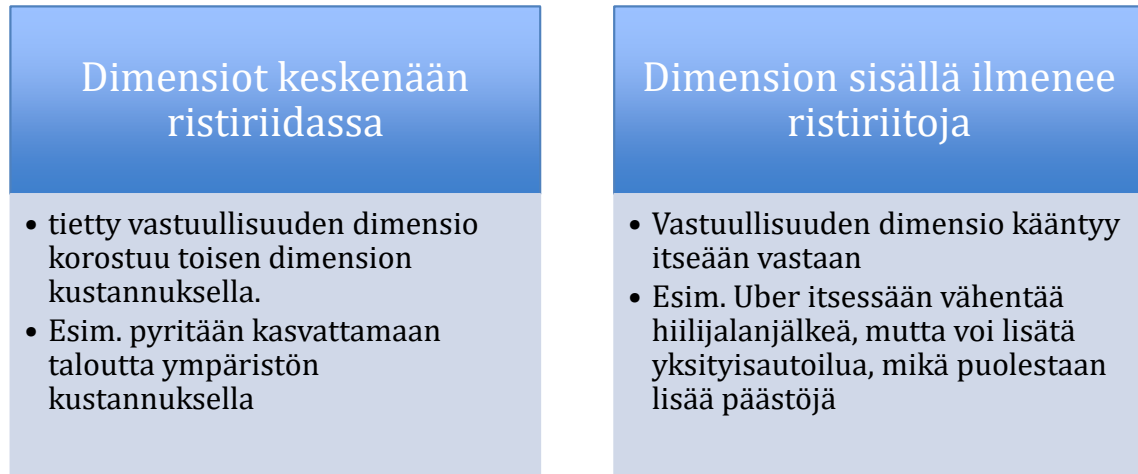 Dimensiot keskenään
ristiriidassa
• tietty vastuullisuuden dimensio
korostuu toisen dimension
kustannuksella.
• Esim. pyritään kasvattamaan
taloutta ympäristön
kustannuksella
Dimension sisällä ilmenee
ristiriitoja
• Vastuullisuuden dimensio kääntyy
itseään vastaan
• Esim. Uber itsessään vähentää
hiilijalanjälkeä, mutta voi lisätä
yksityisautoilua, mikä puolestaan
lisää päästöjä